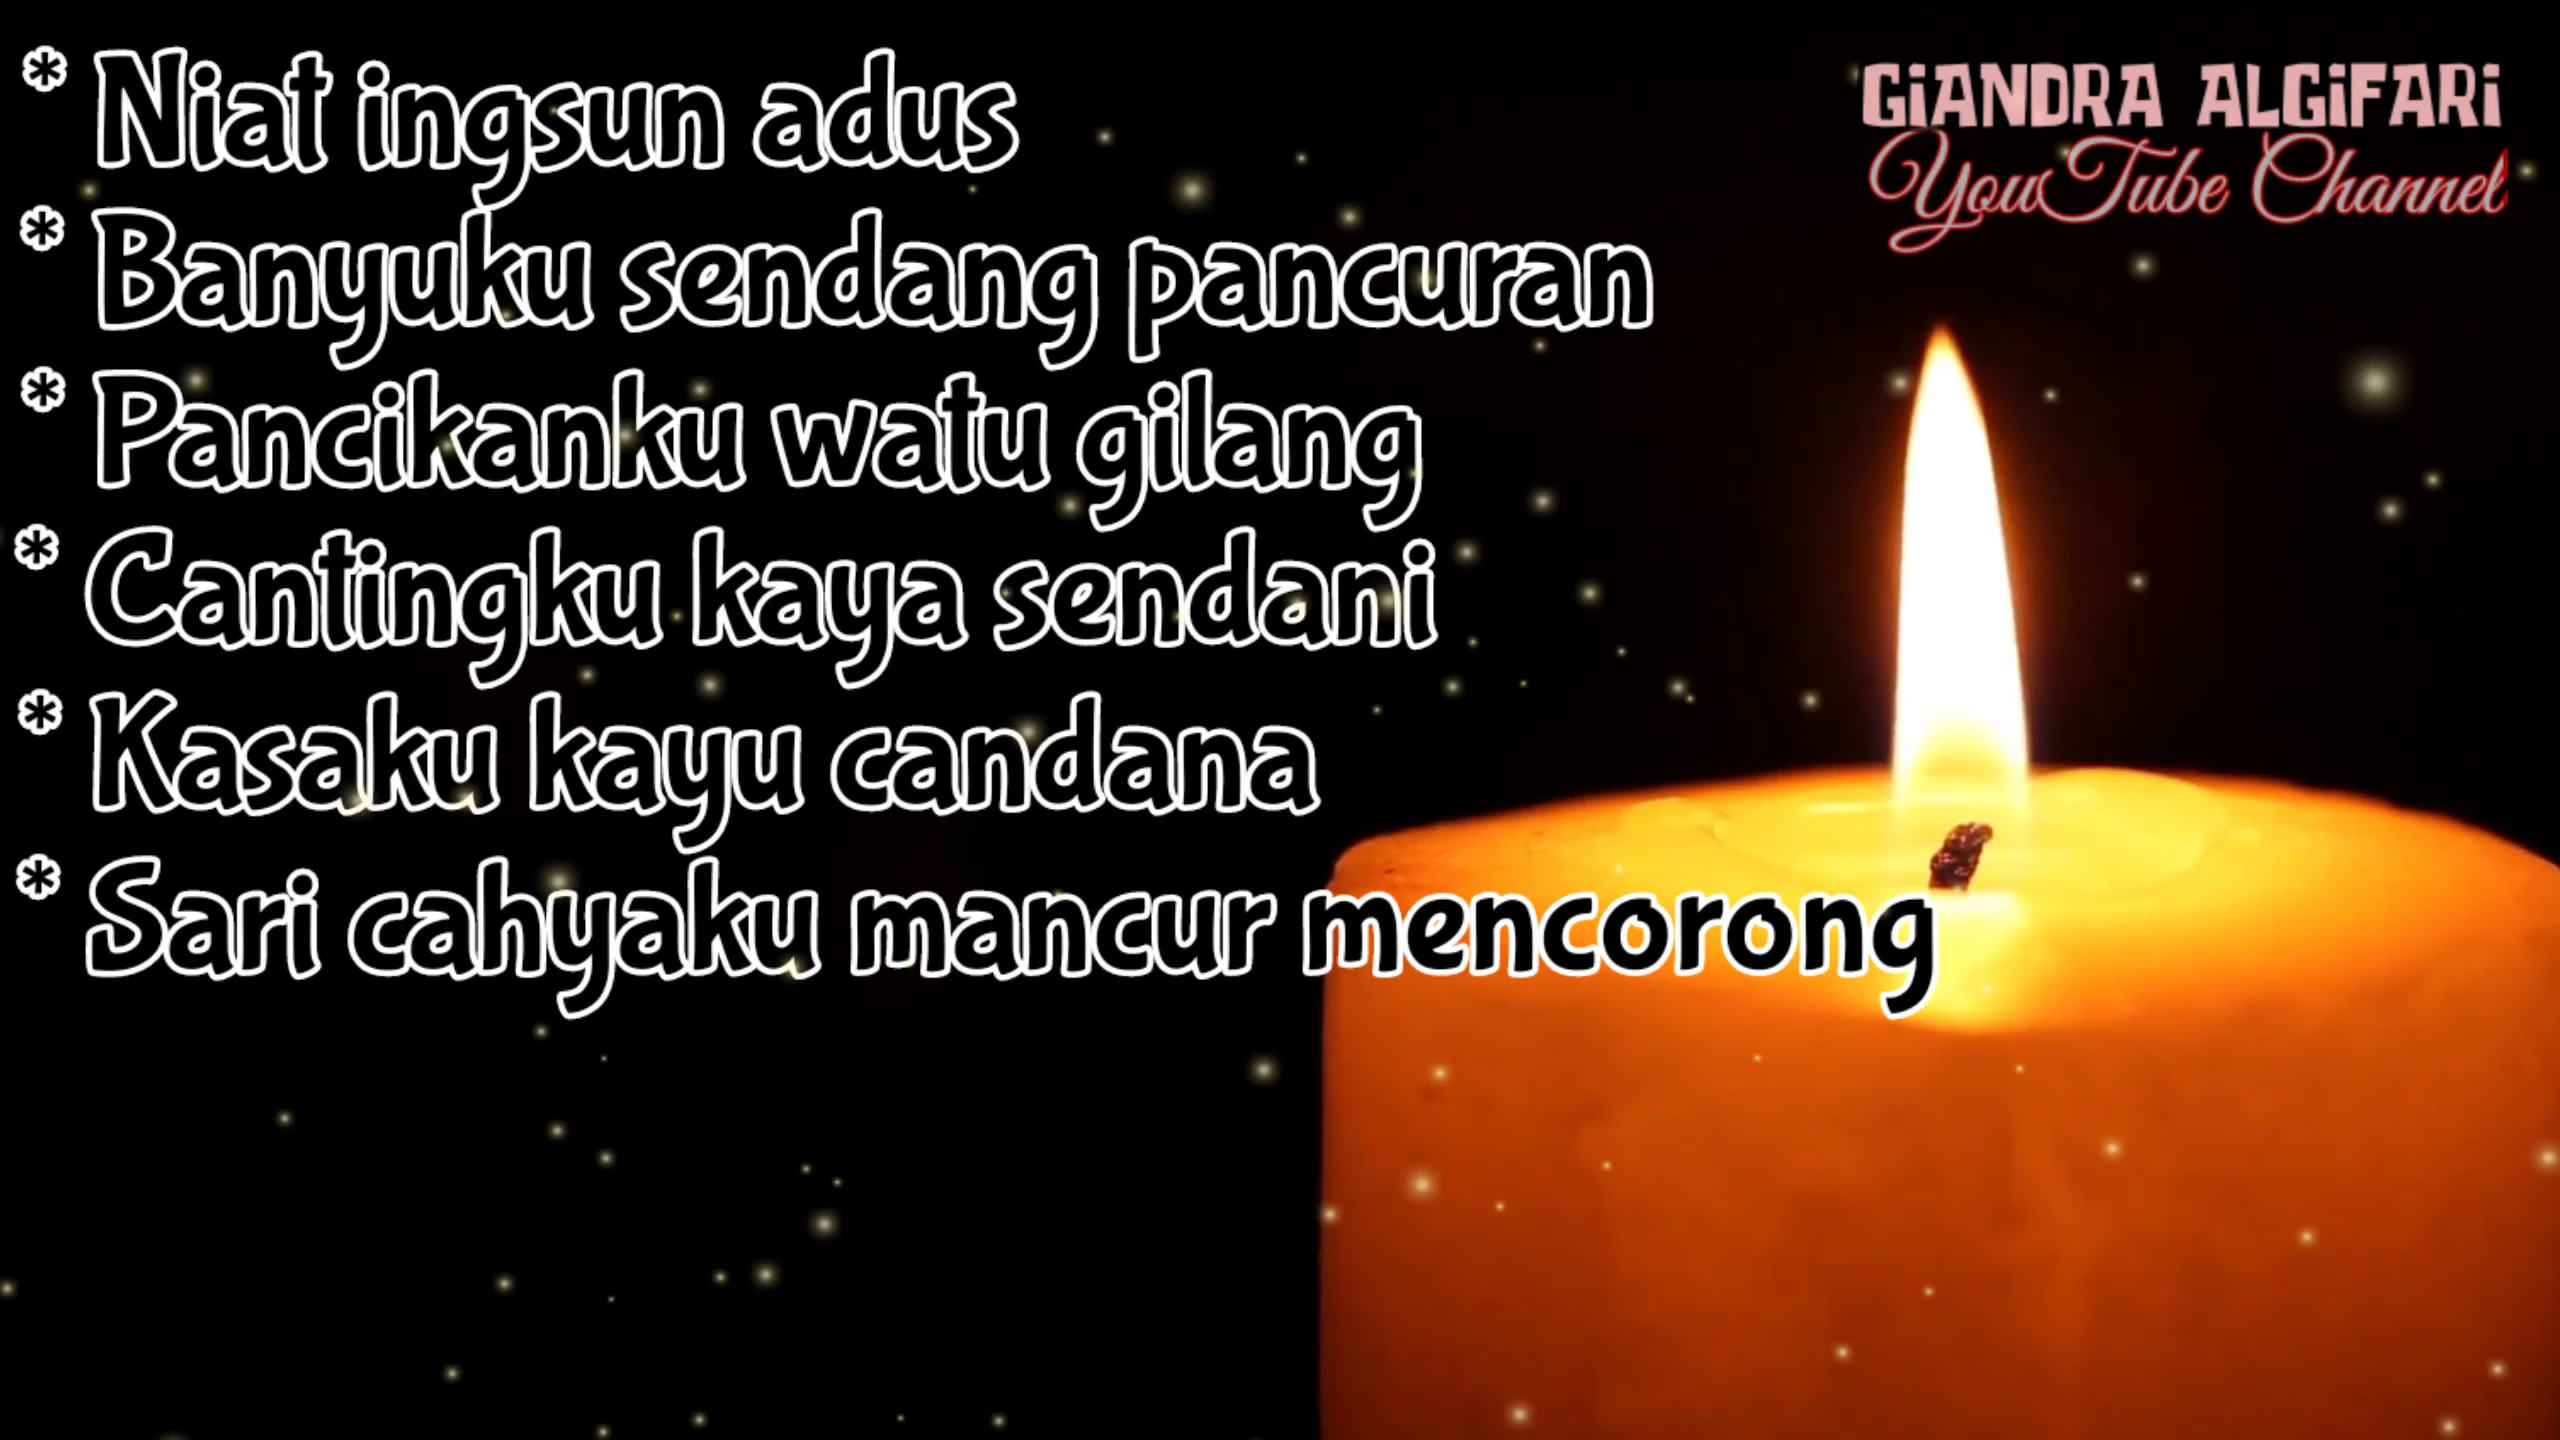 * Niat ingsun adus
* Banyuku sendang pancuran
* Pancikanku watu gilang
* Cantingku kaya sendani
* Kasaku kayu candana
* Sari cahyaku mancur mencorong
GiANDRA ALGiFARi
YouTube Channel